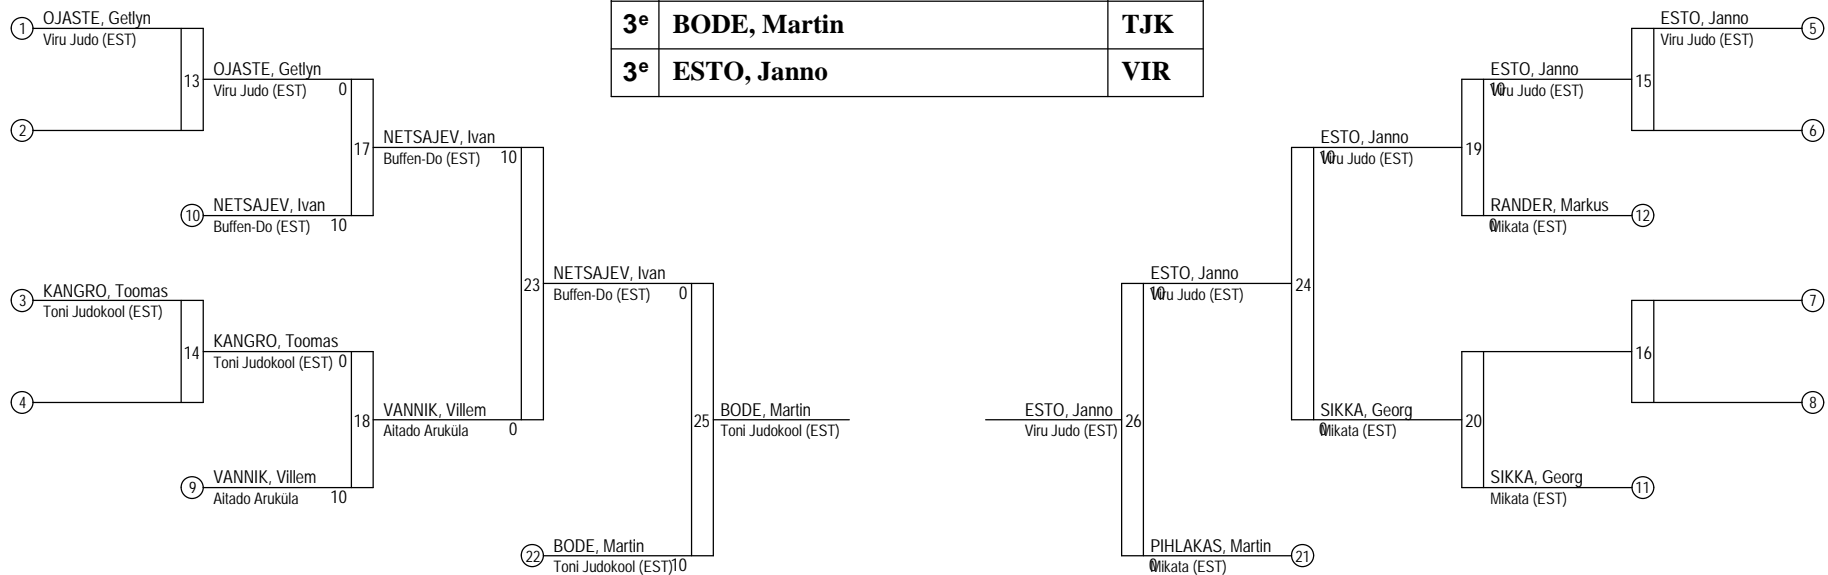 3e BODE, Martin TJK
3e ESTO, Janno VIR
1 OJASTE, Getlyn
Viru Judo (EST)
13
2
OJASTE, Getlyn
Viru Judo (EST) 0
17
10 NETSAJEV, Ivan
Buffen-Do (EST) 10
NETSAJEV, Ivan
Buffen-Do (EST) 10
23
3 KANGRO, Toomas
Toni Judokool (EST)
14
4
KANGRO, Toomas
Toni Judokool (EST) 0
18
9 VANNIK, Villem
Aitado Aruküla 10
VANNIK, Villem
Aitado Aruküla 0
NETSAJEV, Ivan
Buffen-Do (EST) 0
25
22 BODE, Martin
Toni Judokool (EST) 10
BODE, Martin
Toni Judokool (EST)
ESTO, Janno 5
Viru Judo (EST)
15
6
ESTO, Janno
10 Viru Judo (EST)
19
RANDER, Markus 12
0 Mikata (EST)
ESTO, Janno
10 Viru Judo (EST)
24
7
16
8
20
SIKKA, Georg 11
Mikata (EST)
SIKKA, Georg
0 Mikata (EST)
ESTO, Janno
10 Viru Judo (EST)
26
PIHLAKAS, Martin 21
0 Mikata (EST)
ESTO, Janno
Viru Judo (EST)